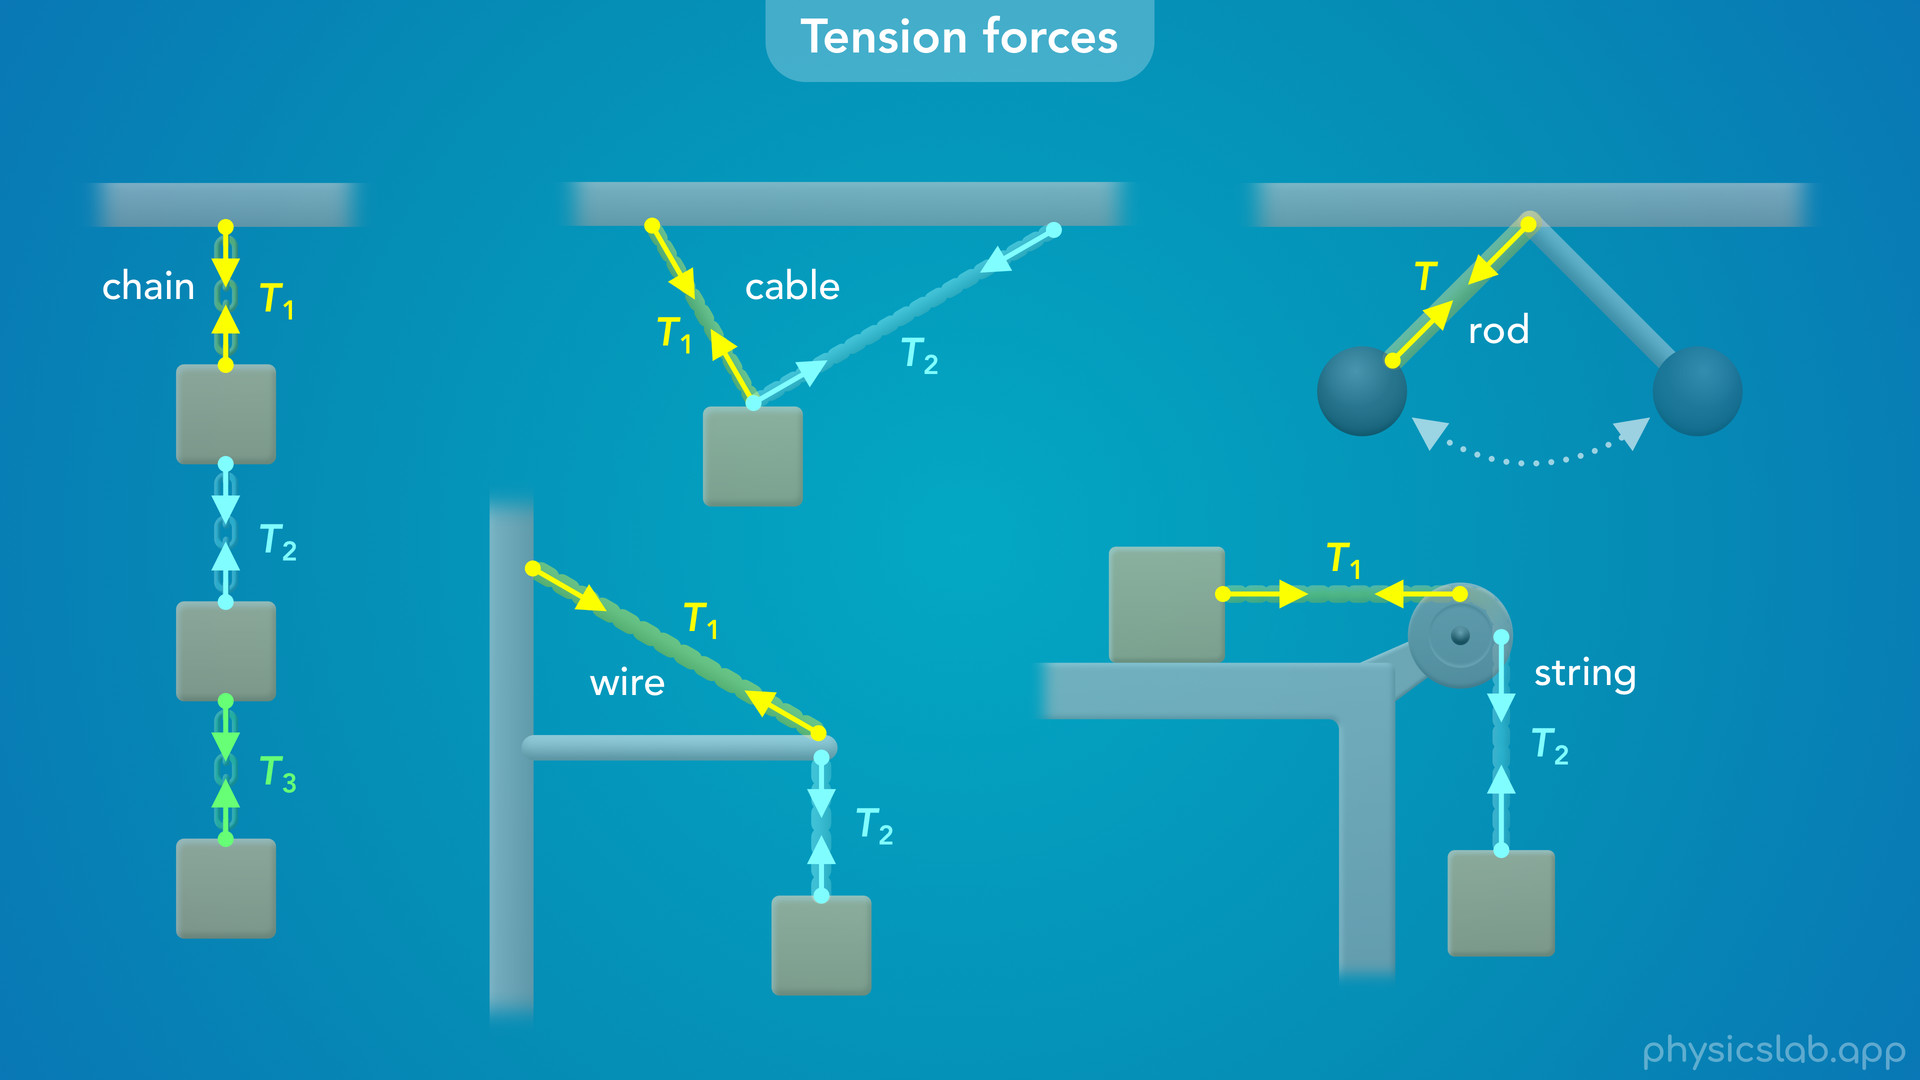 Tension forces
chain
T1
T2
T3
cable
T1
T2
T
rod
T1
wire
T2
T1
string
T2
physicslab.app